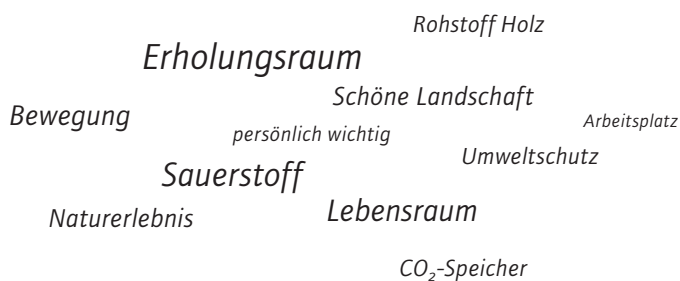 Rohstoff Holz
Erholungsraum
Schöne Landschaft
Bewegung
Arbeitsplatz
persönlich wichtig
Umweltschutz
Sauerstoff
Lebensraum
Naturerlebnis
CO₂-Speicher